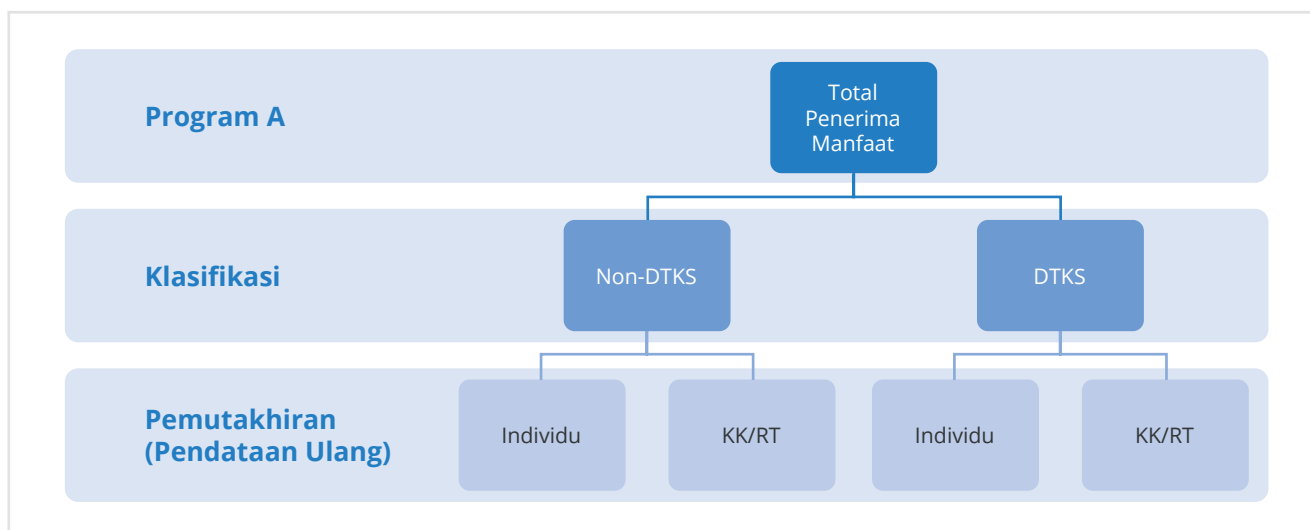 Program A
Total
Penerima
Manfaat
Klasifikasi
Non-DTKS
DTKS
Pemutakhiran
(Pendataan Ulang)
Individu
KK/RT
Individu
KK/RT